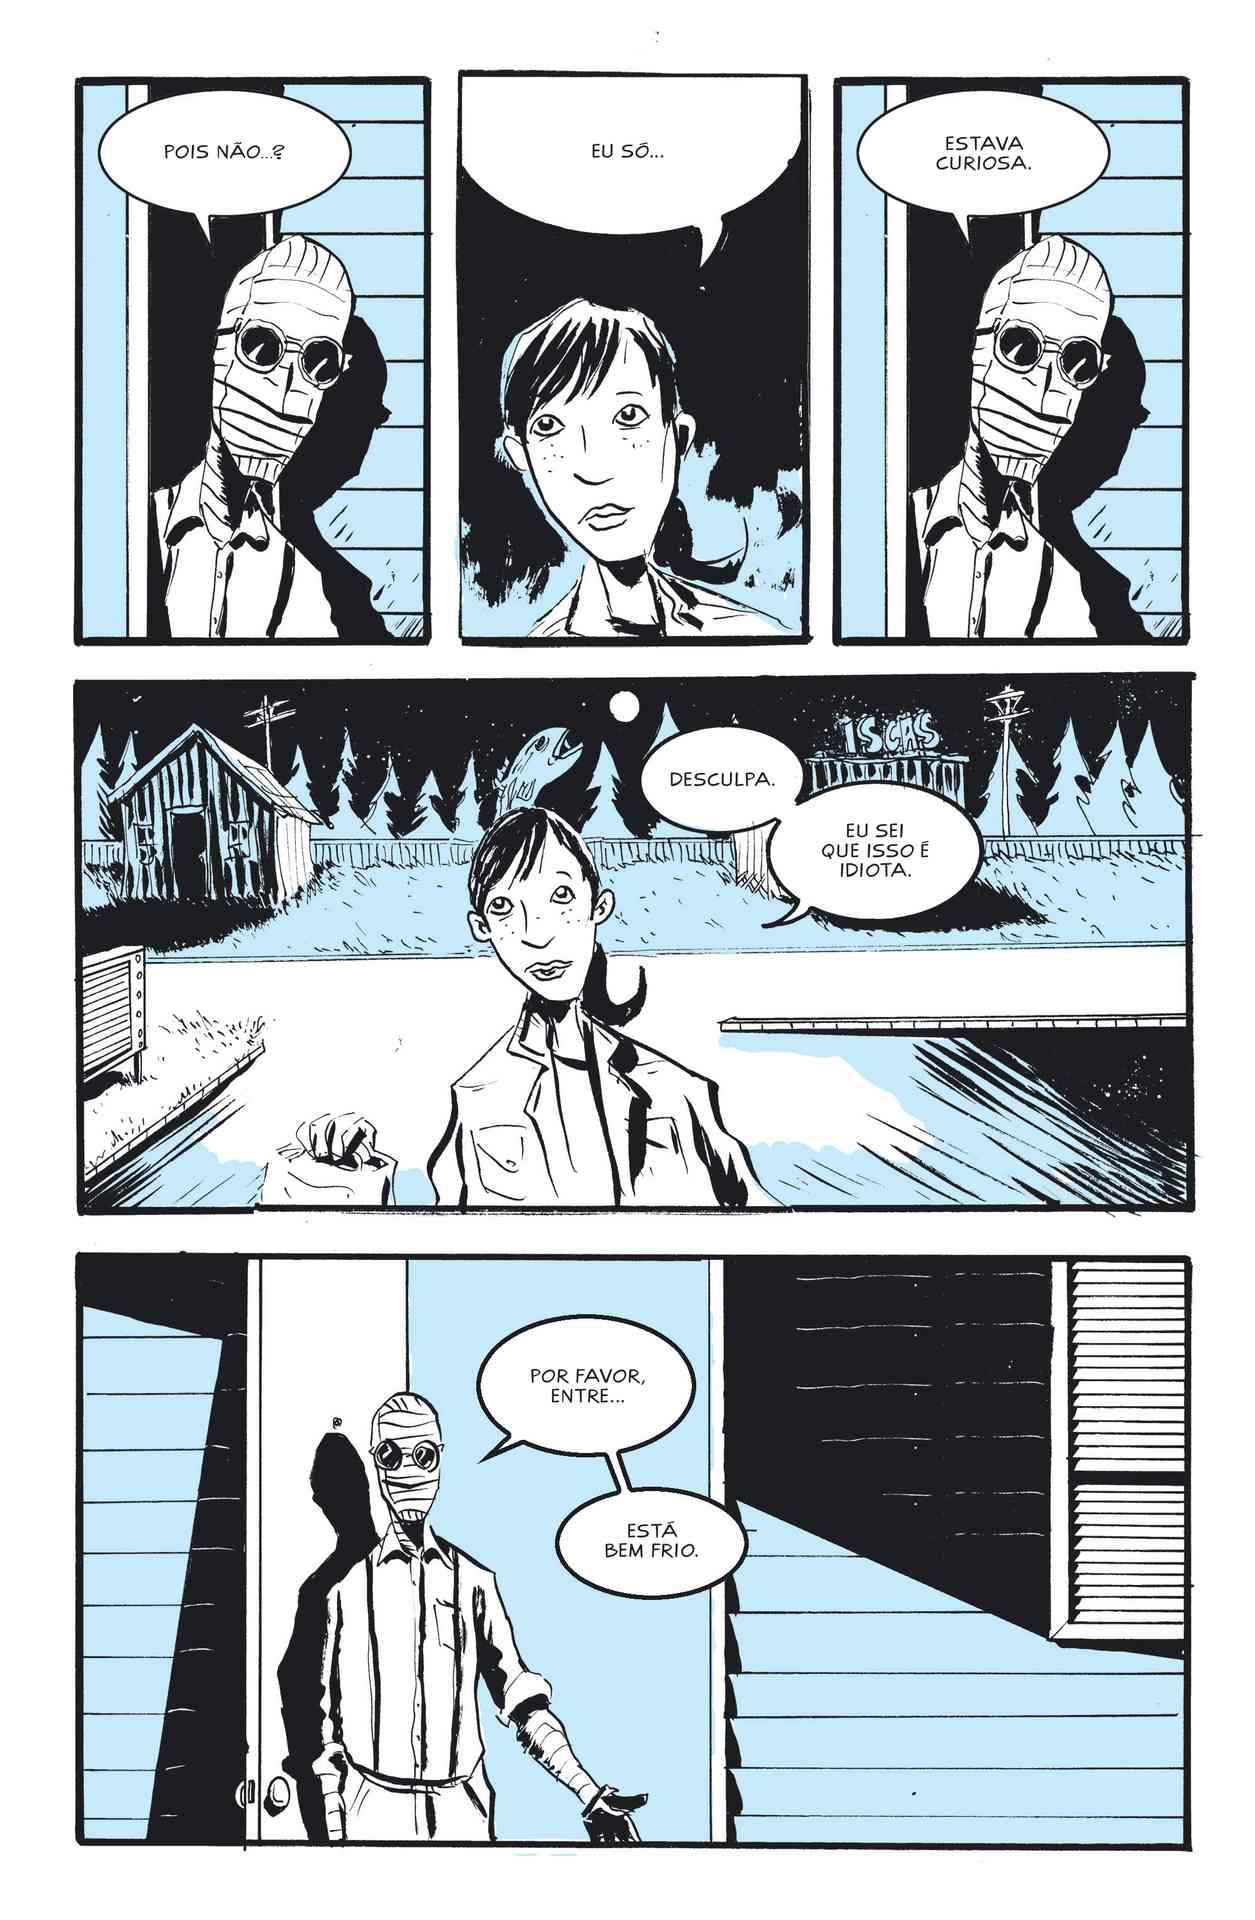 POIS NÃO...?
EU SÓ...
ESTAVA
CURIOSA.
ISCAS
DESCULPA.
EU SEI
QUE ISSO É
IDIOTA.
POR FAVOR,
ENTRE...
ESTÁ
BEM FRIO.